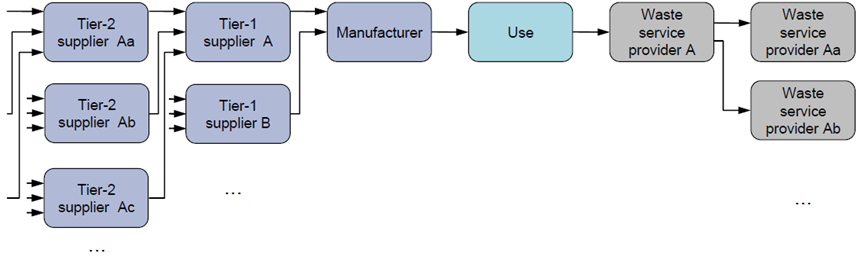 Tier-2
supplier Aa
Tier-1
supplier A
Manufacturer
Use
Waste
service
provider A
Waste
service
provider Aa
Tier-2
supplier Ab
Tier-1
supplier B
Waste
service
provider Ab
Tier-2
supplier Ac
...
...
...